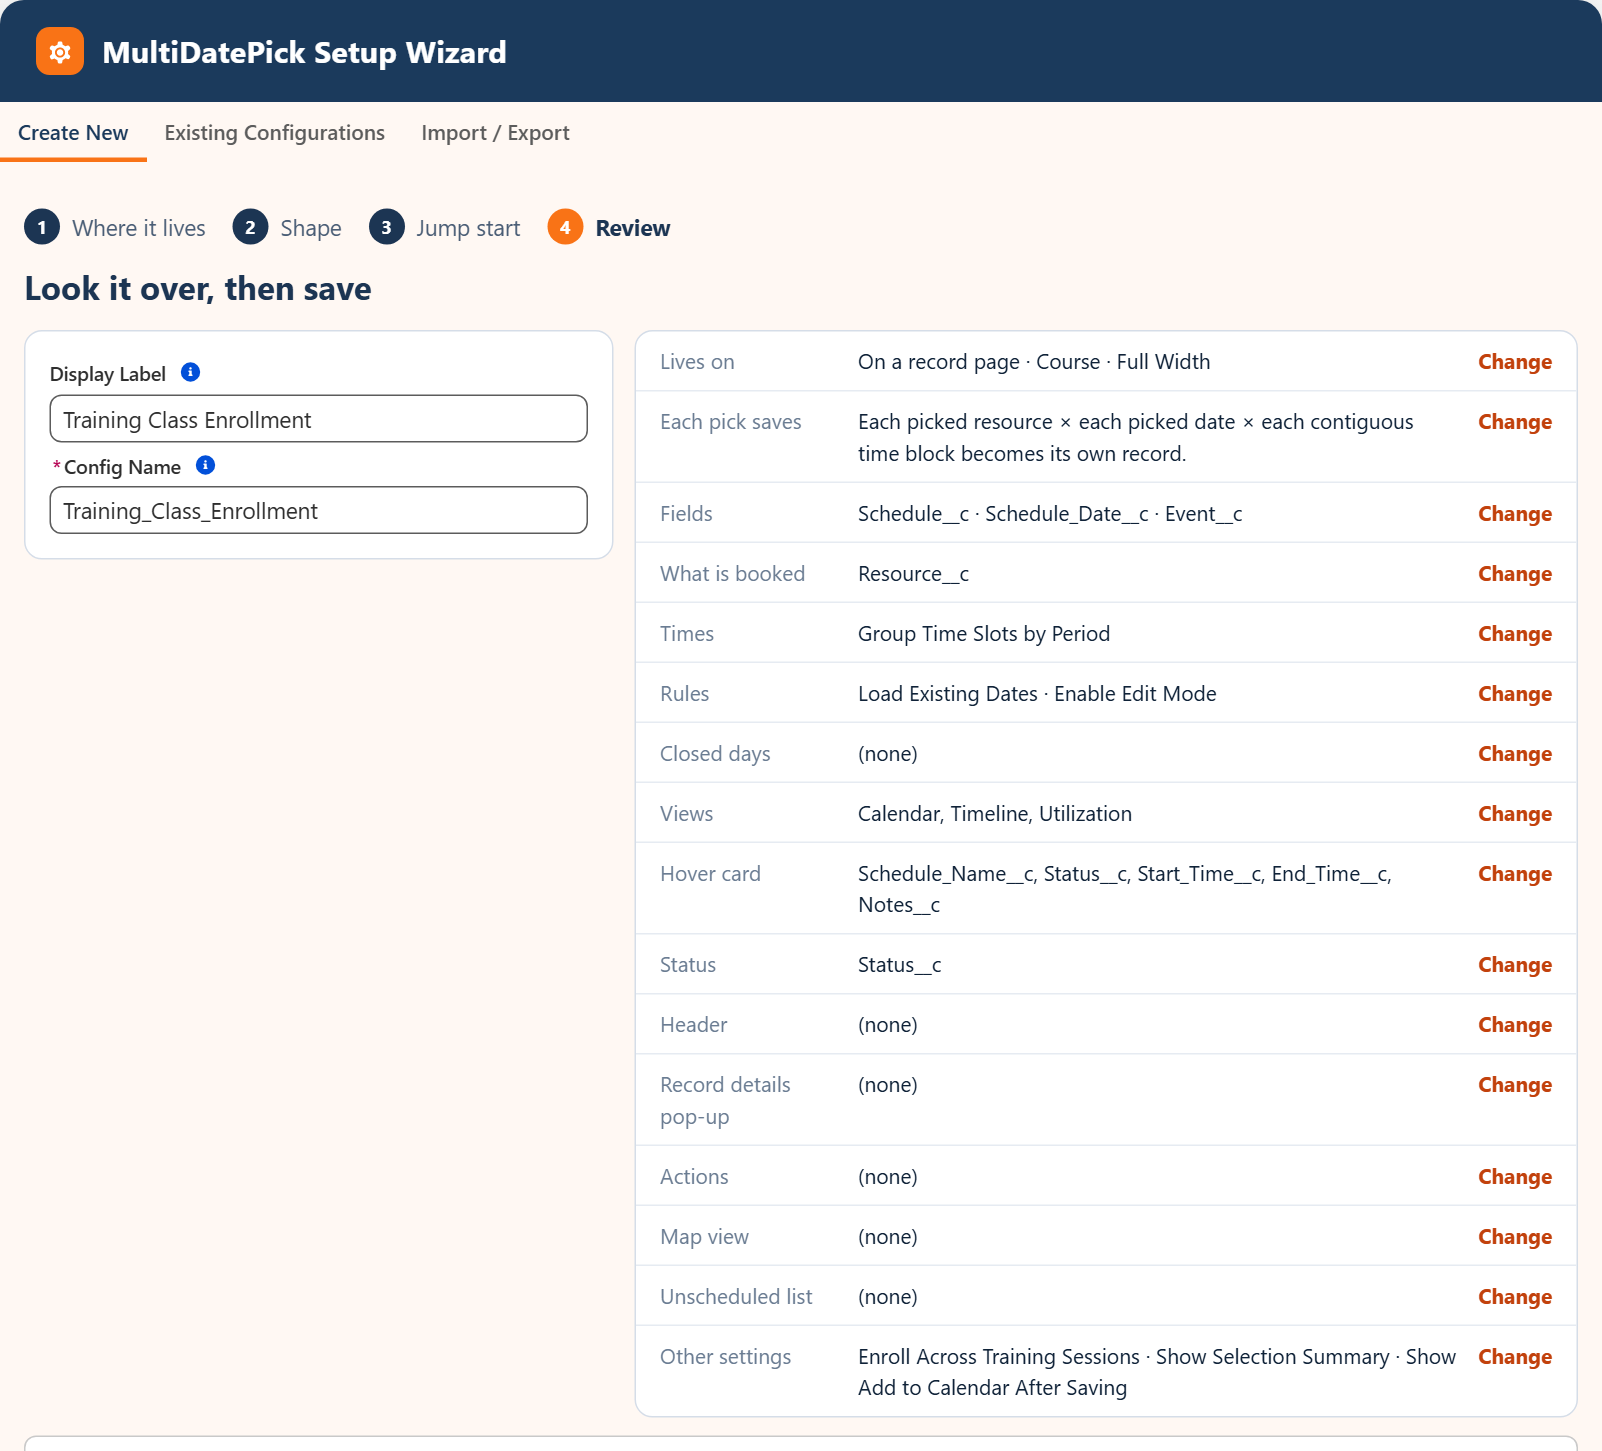 MultiDatePick Setup Wizard
Create New
Existing Configurations
Import / Export
1 Where it lives
2 Shape
3 Jump start
4 Review
Look it over, then save
Display Label
Training Class Enrollment
*Config Name
Training_Class_Enrollment
Lives on
On a record page · Course · Full Width
Change
Each pick saves
Each picked resource × each picked date × each contiguous
time block becomes its own record.
Change
Fields
Schedule__c · Schedule_Date__c · Event__c
Change
What is booked
Resource__c
Change
Times
Group Time Slots by Period
Change
Rules
Load Existing Dates · Enable Edit Mode
Change
Closed days
(none)
Change
Views
Calendar, Timeline, Utilization
Change
Hover card
Schedule_Name__c, Status__c, Start_Time__c, End_Time__c,
Notes__c
Change
Status
Status__c
Change
Header
(none)
Change
Record details
pop-up
(none)
Change
Actions
(none)
Change
Map view
(none)
Change
Unscheduled list
(none)
Change
Other settings
Enroll Across Training Sessions · Show Selection Summary · Show
Add to Calendar After Saving
Change